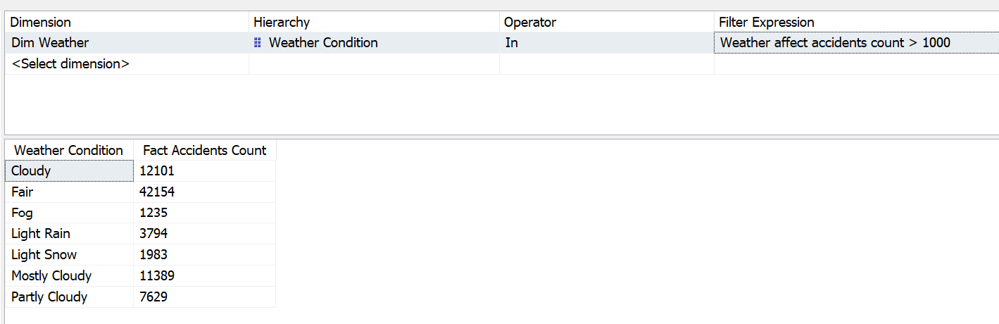 Dimension Hierarchy Operator Filter Expression
Dim Weather Weather Condition In Weather affect accidents count > 1000
<Select dimension>
Weather Condition Fact Accidents Count
Cloudy 12101
Fair 42154
Fog 1235
Light Rain 3794
Light Snow 1983
Mostly Cloudy 11389
Partly Cloudy 7629